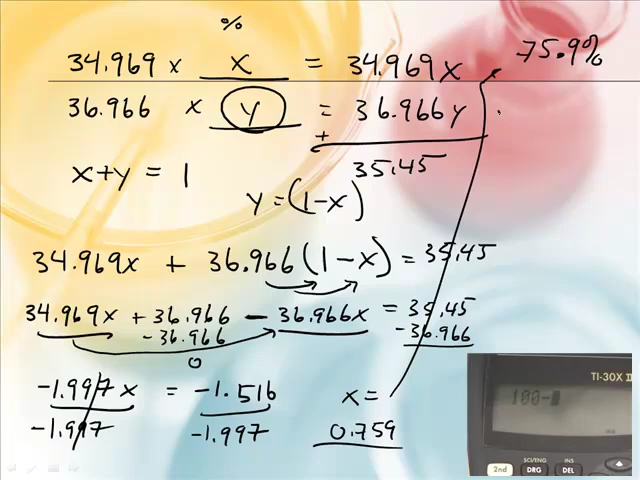 %
34.969 x x = 34.969x 75.9%
36.966 x y = 36.966y
+
x+y = 1 35.45
y=(1-x)
34.969x + 36.966(1-x)=35.45
34.969x + 36.966 - 36.966x = 35.45
-36.966 -36.966
0
-1.997x = -1.516 x=
-1.997 -1.997 0.759
TI-30X II
100-
2nd SCI/ENG DRG INS DEL